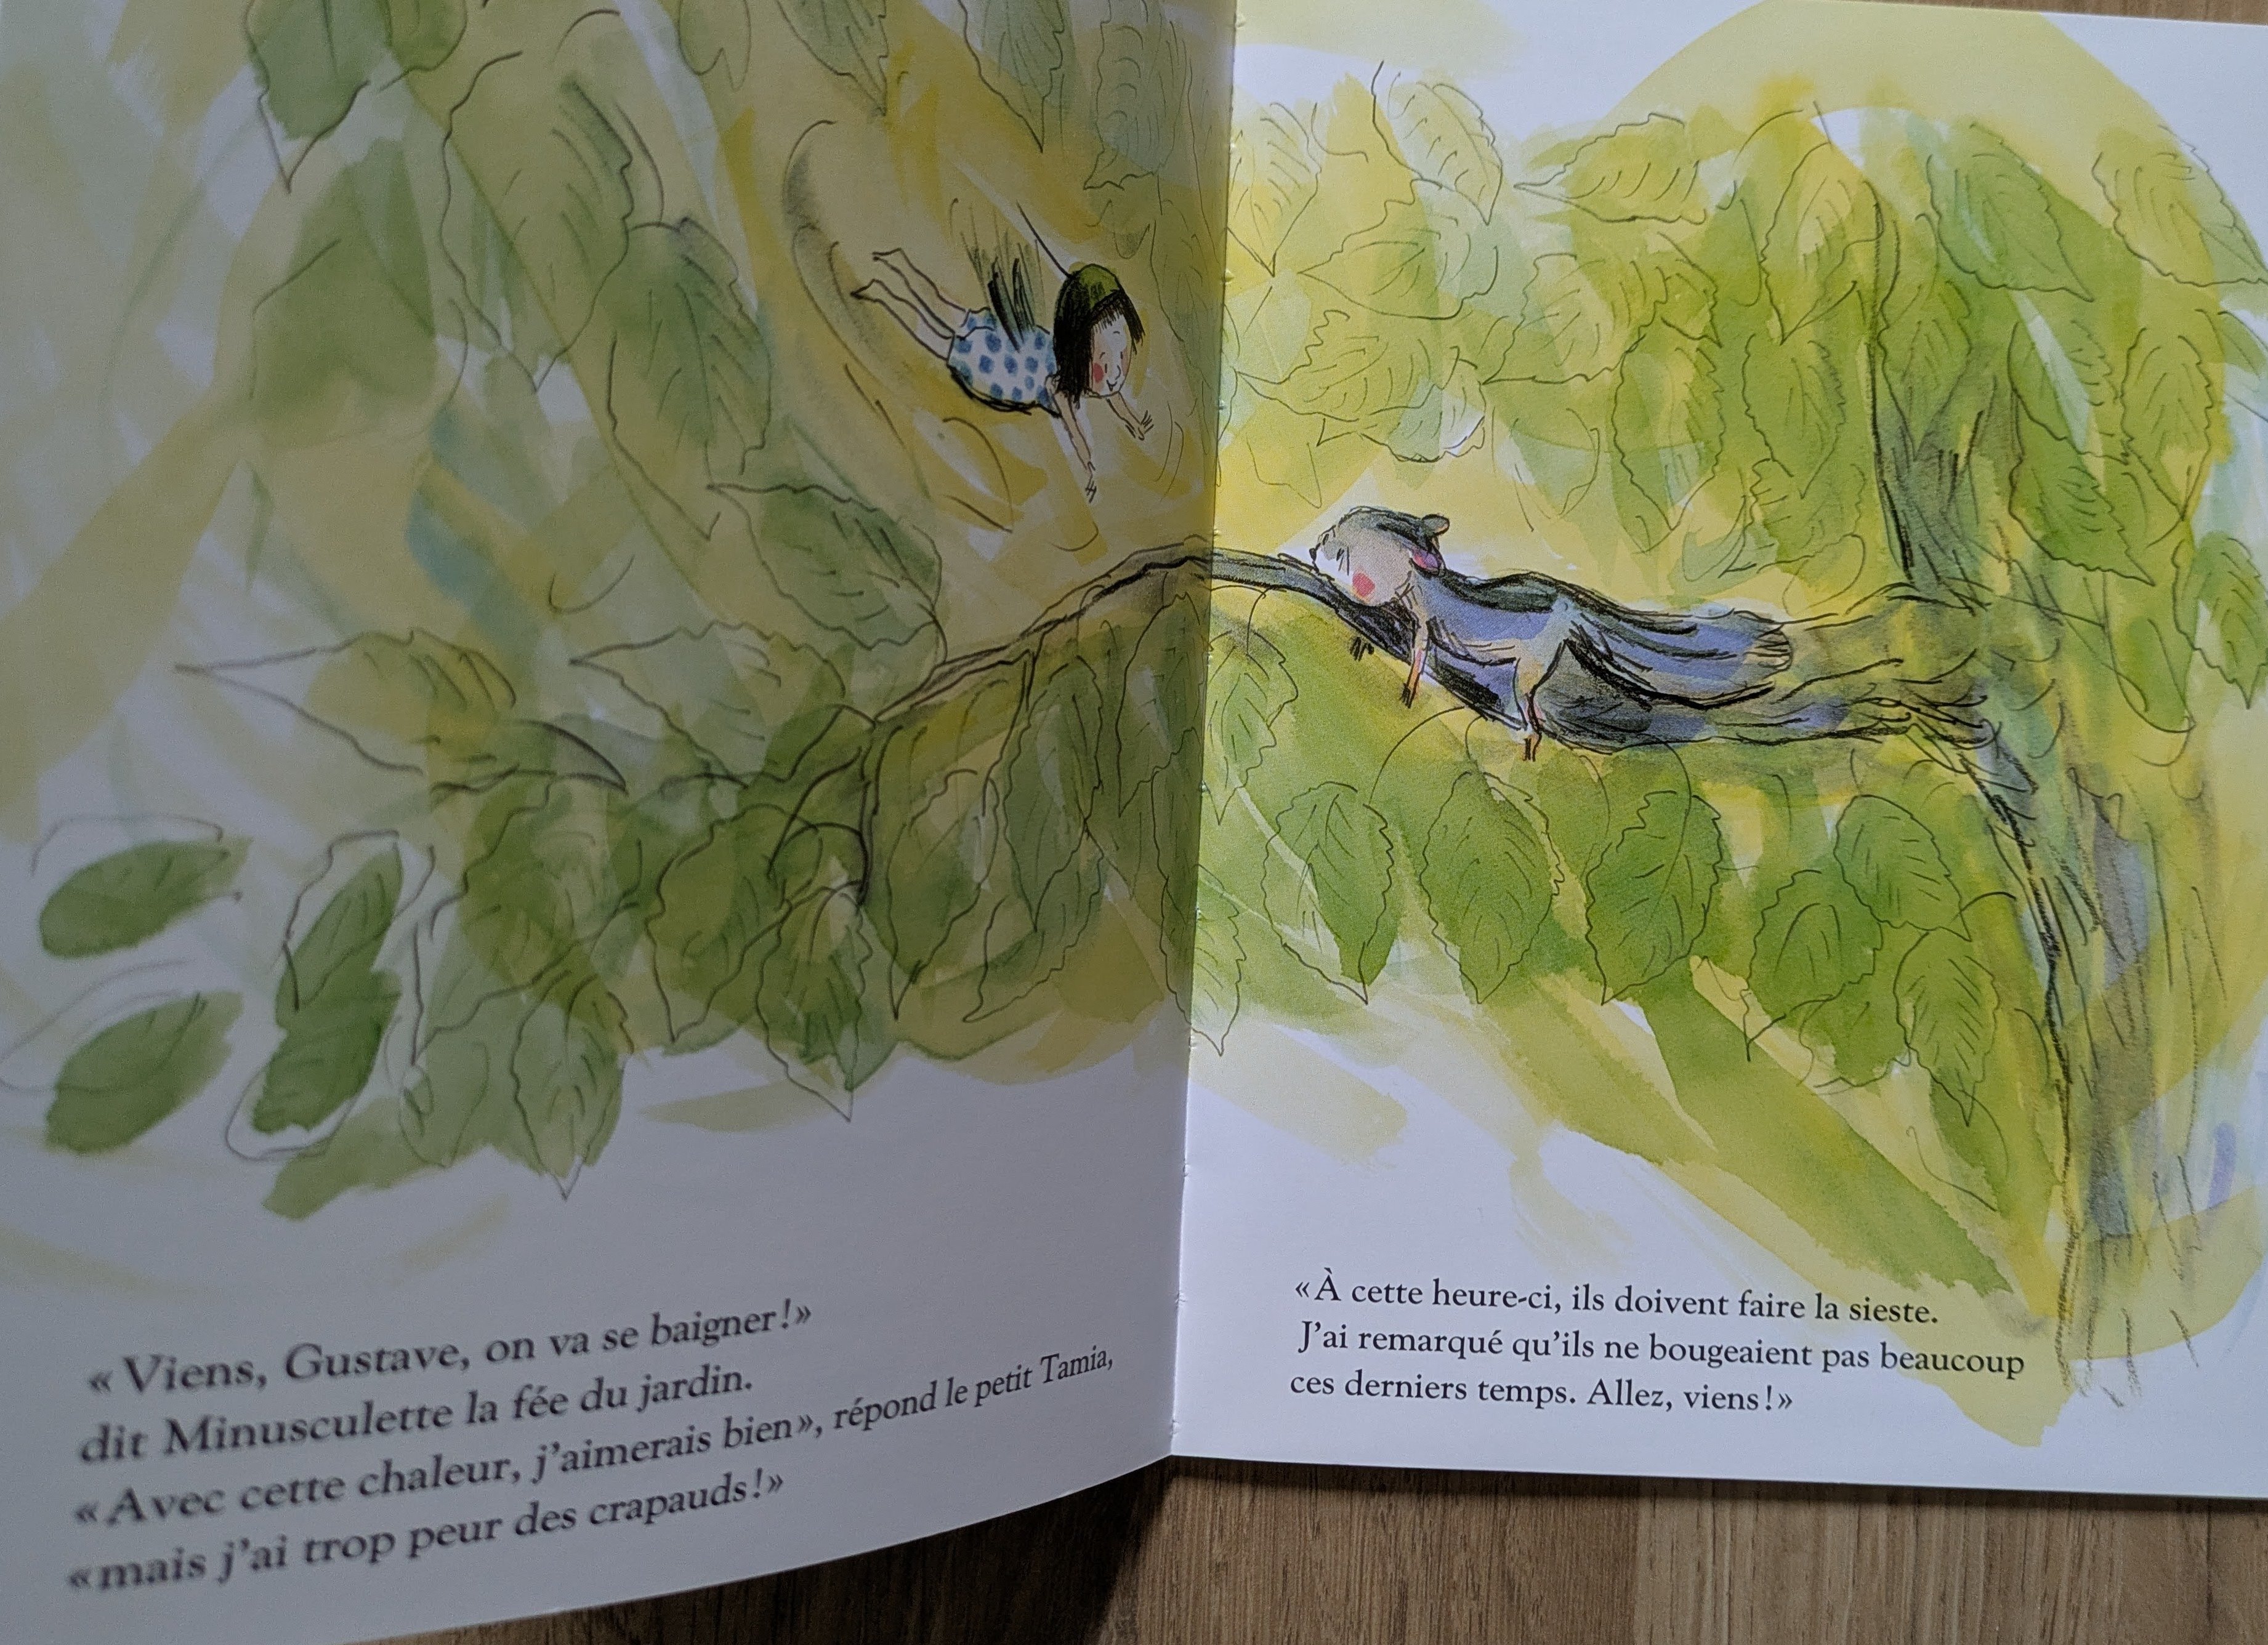 « Viens, Gustave, on va se baigner ! »
dit Minusculette la fée du jardin.
« Avec cette chaleur, j'aimerais bien », répond le petit Tamia,
« mais j'ai trop peur des crapauds ! »
« À cette heure-ci, ils doivent faire la sieste.
J'ai remarqué qu'ils ne bougeaient pas beaucoup
ces derniers temps. Allez, viens ! »